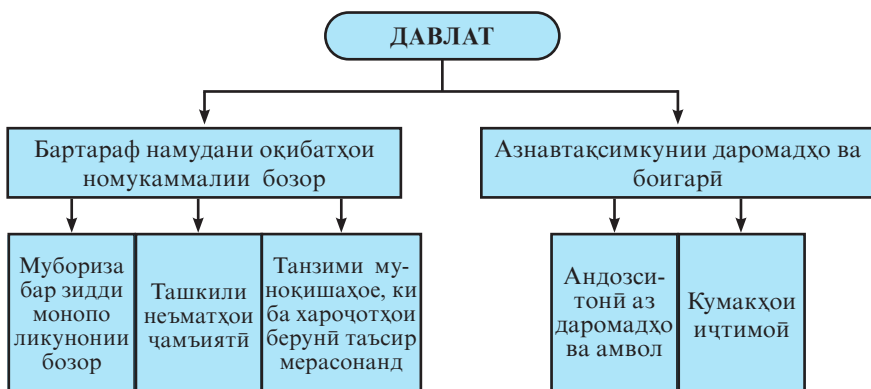 ДАВЛАТ
Бартараф намудани оқибатҳои
номукаммалии бозор
Азнавтақсимкунии даромадҳо ва
боигарӣ
Мубориза
бар зидди
монопо
ликунонии
бозор
Ташкили
неъматҳои
ҷамъиятӣ
Танзими му-
ноқишаҳое, ки
ба хароҷотҳои
берунӣ таъсир
мерасонанд
Андозси-
тонӣ аз
даромадҳо
ва амвол
Кумакҳои
иҷтимоӣ